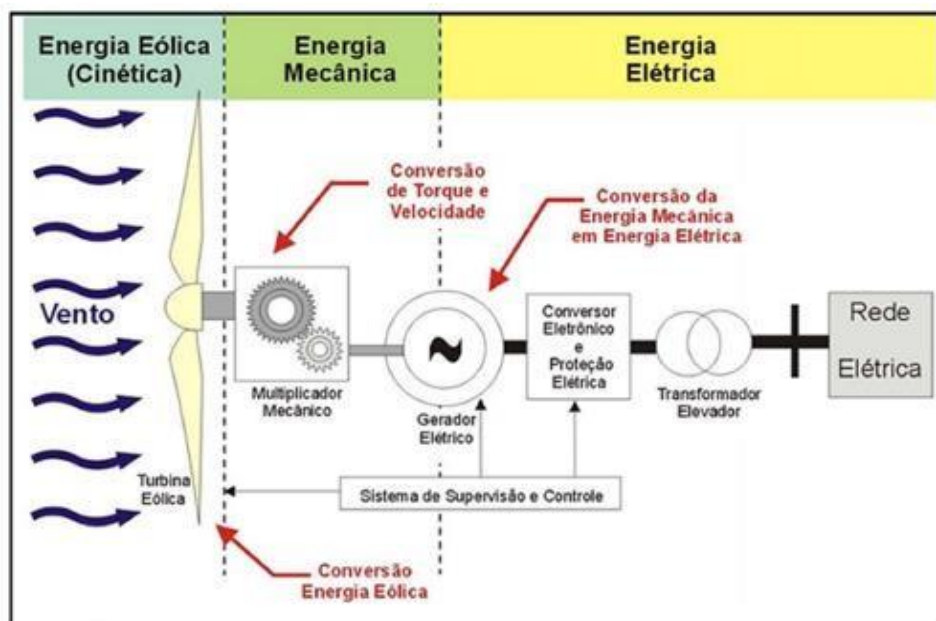 Energia Eólica
(Cinética)
Energia
Mecânica
Energia
Elétrica
Conversão
de Torque e
Velocidade
Conversão da
Energia Mecânica
em Energia Elétrica
Vento
Multiplicador
Mecânico
Gerador
Elétrico
Conversor
Eletrônico
e
Proteção
Elétrica
Transformador
Elevador
Rede
Elétrica
Turbina
Eólica
Sistema de Supervisão e Controle
Conversão
Energia Eólica